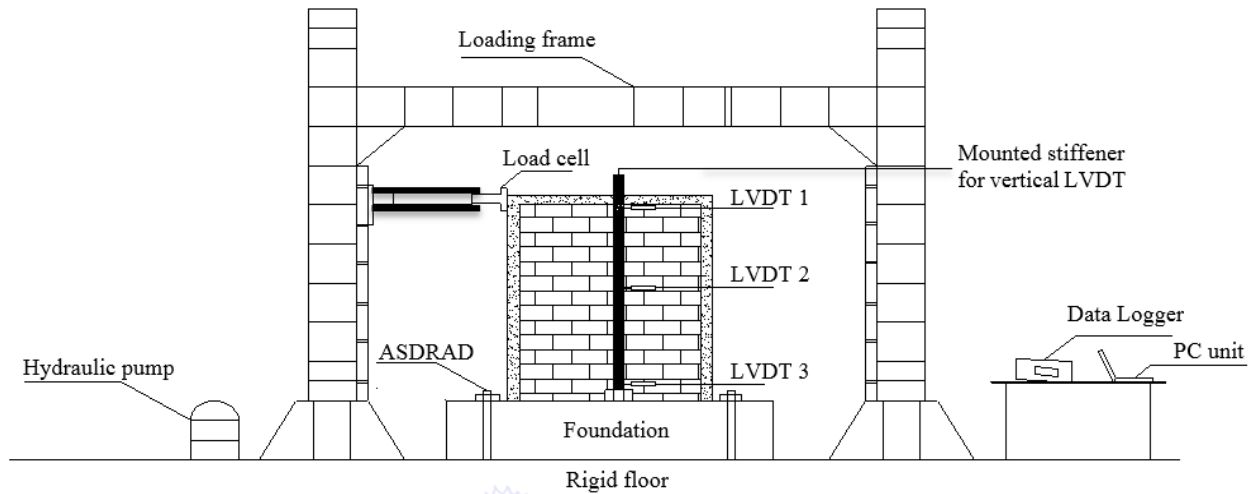 Loading frame
Load cell
Mounted stiffener
for vertical LVDT
LVDT 1
LVDT 2
Data Logger
ASDRAD
PC unit
Hydraulic pump
LVDT 3
Foundation
Rigid floor